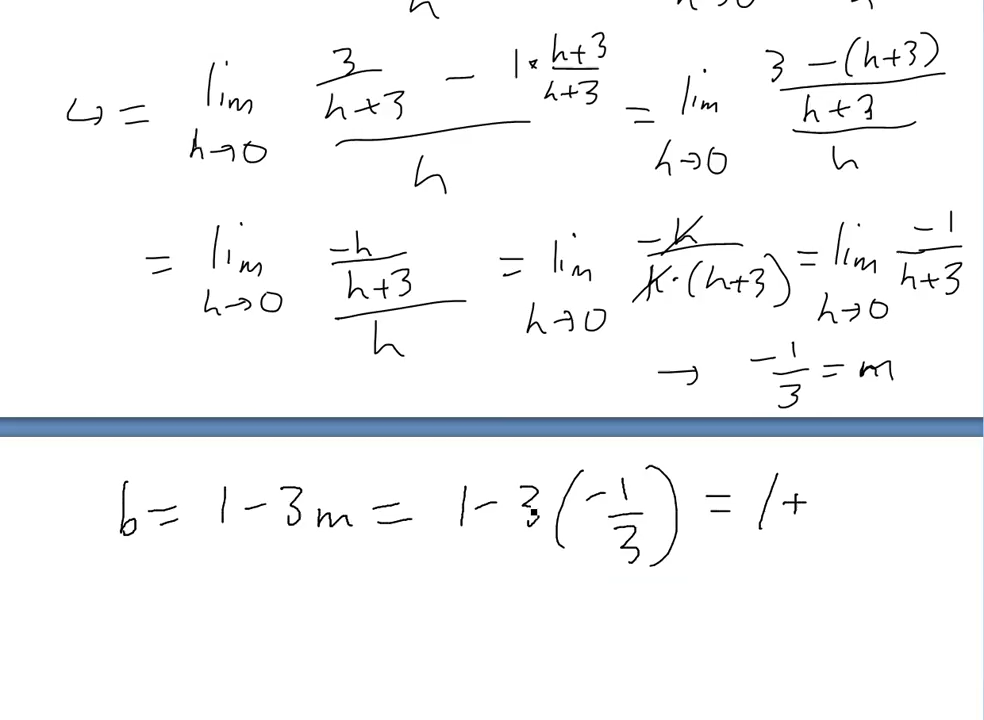 h h→0 h
↳ = lim h→0 (3/(h+3) - 1·(h+3)/(h+3))/h = lim h→0 ((3-(h+3))/(h+3))/h
= lim h→0 (-h/(h+3))/h = lim h→0 -h/(h·(h+3)) = lim h→0 -1/(h+3)
→ -1/3 = m
b = 1 - 3m = 1 - 3(-1/3) = 1 +